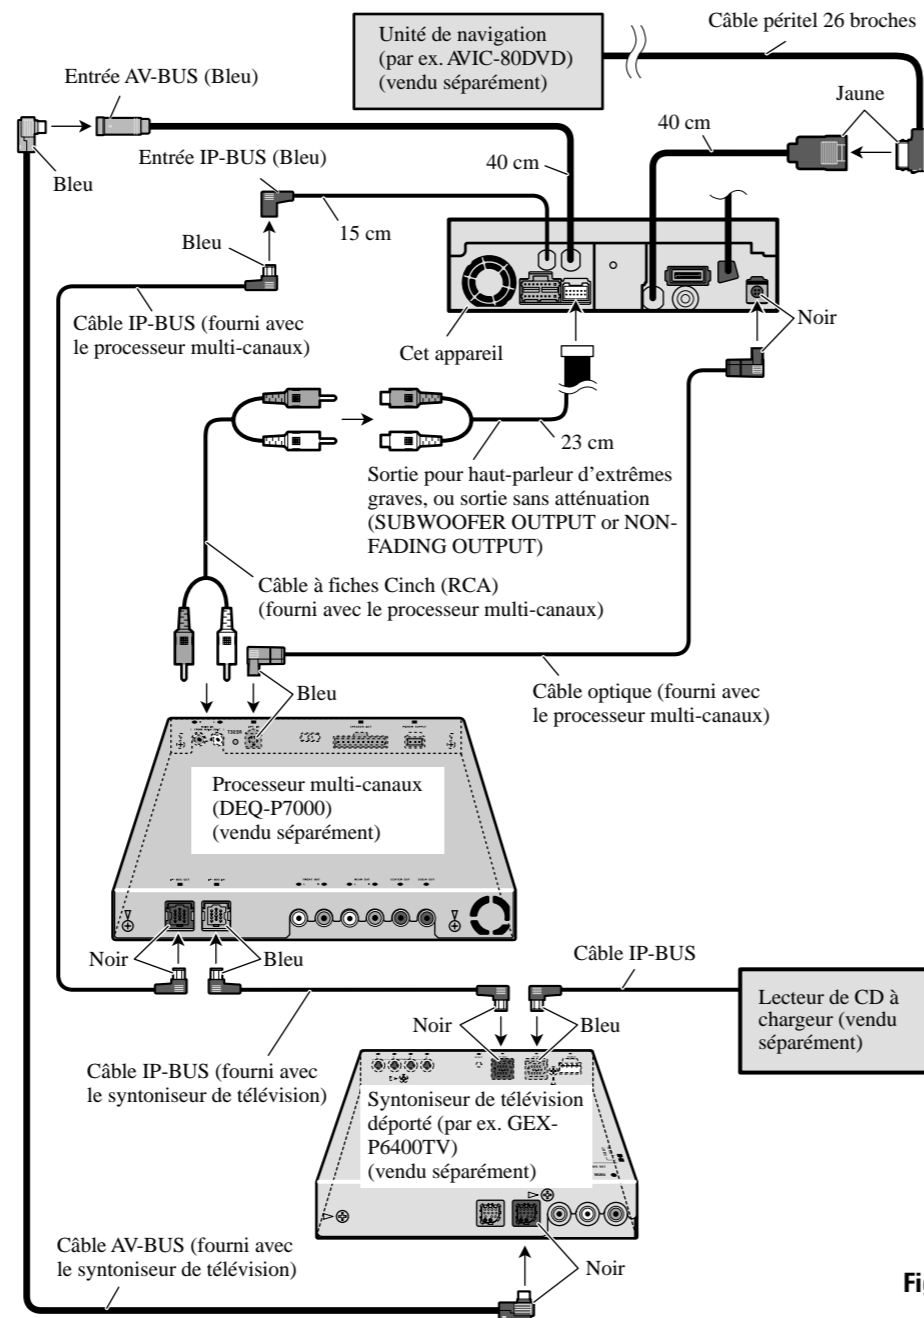 Câble péritel 26 broches
Unité de navigation
(par ex. AVIC-80DVD)
(vendu séparément)
Entrée AV-BUS (Bleu)
Jaune
40 cm
Entrée IP-BUS (Bleu)
40 cm
Bleu
15 cm
Bleu
Câble IP-BUS (fourni avec
le processeur multi-canaux)
Cet appareil
Noir
23 cm
Sortie pour haut-parleur d’extrêmes
graves, ou sortie sans atténuation
(SUBWOOFER OUTPUT or NON-
FADING OUTPUT)
Câble à fiches Cinch (RCA)
(fourni avec le processeur multi-canaux)
Bleu
Câble optique (fourni avec
le processeur multi-canaux)
Processeur multi-canaux
(DEQ-P7000)
(vendu séparément)
Noir
Bleu
Câble IP-BUS
Lecteur de CD à
chargeur (vendu
séparément)
Noir
Bleu
Câble IP-BUS (fourni avec
le syntoniseur de télévision)
Syntoniseur de télévision
déporté (par ex. GEX-
P6400TV)
(vendu séparément)
Câble AV-BUS (fourni avec
le syntoniseur de télévision)
Noir